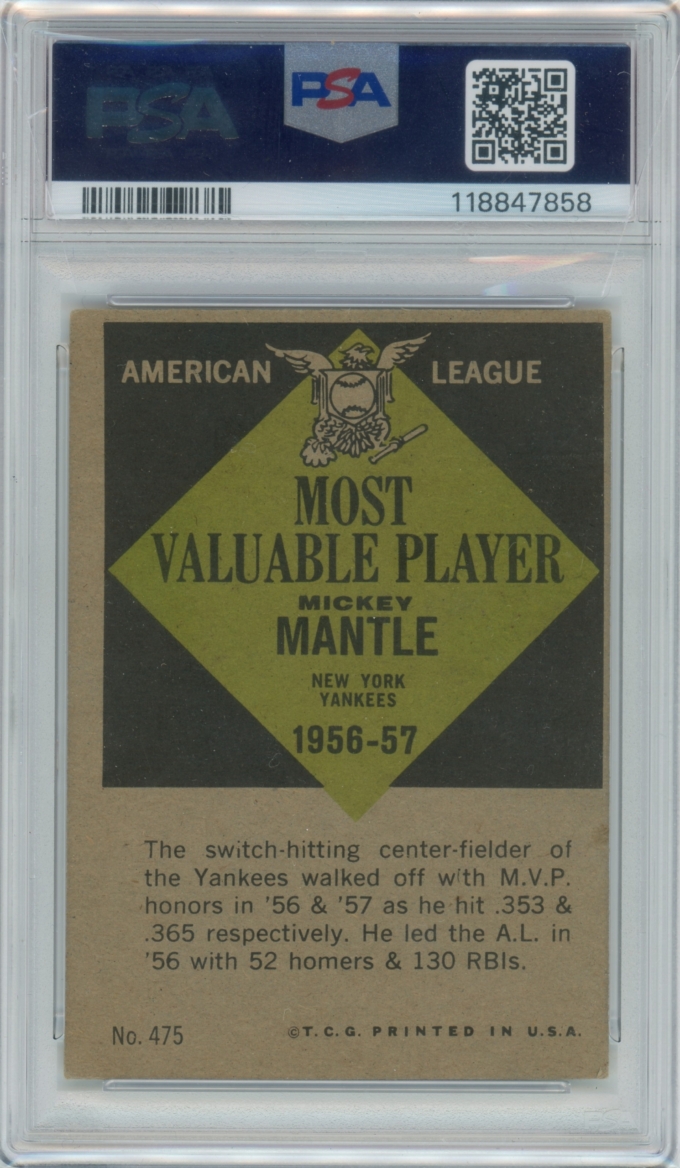 PSA
PSA
118847858
AMERICAN LEAGUE
MOST
VALUABLE PLAYER
MICKEY
MANTLE
NEW YORK
YANKEES
1956-57
The switch-hitting center-fielder of
the Yankees walked off with M.V.P.
honors in '56 & '57 as he hit .353 &
.365 respectively. He led the A.L. in
'56 with 52 homers & 130 RBIs.
No. 475 ©T.C.G. PRINTED IN U.S.A.